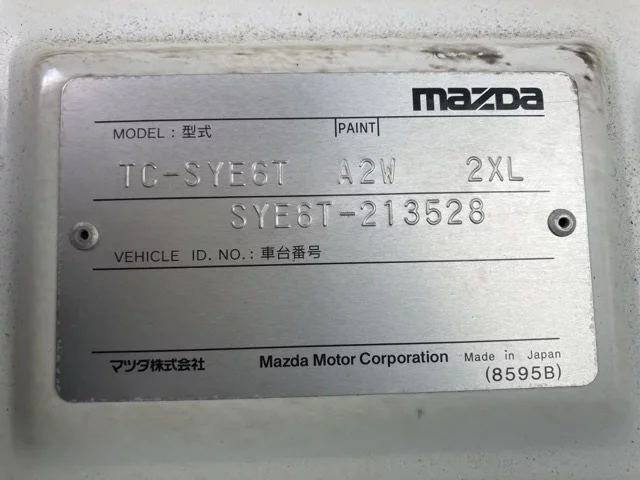 mazda
MODEL : 型式 PAINT
TC-SYE6T A2W 2XL
SYE6T-213528
VEHICLE ID. NO. : 車台番号
マツダ株式会社 Mazda Motor Corporation Made in Japan
(8595B)